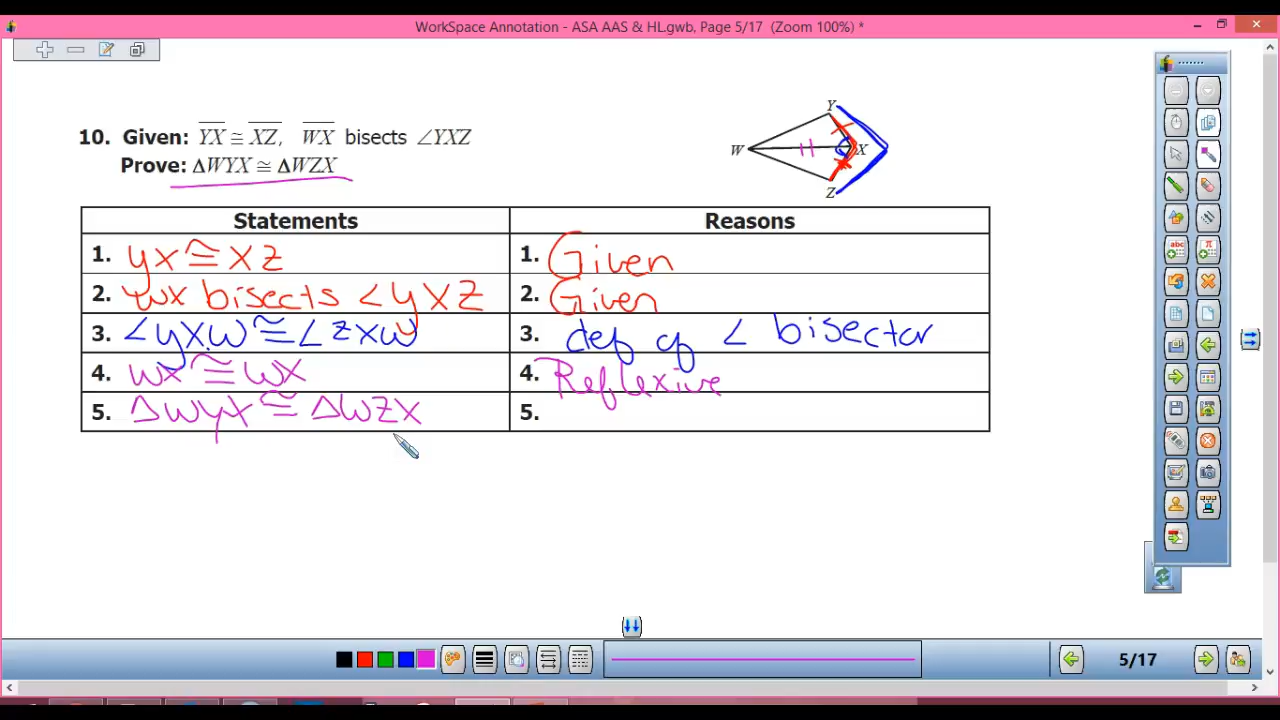 WorkSpace Annotation - ASA AAS & HL.gwb, Page 5/17 (Zoom 100%) *
10. Given: YX ≅ XZ, WX bisects ∠YXZ
Prove: ΔWYX ≅ ΔWZX
Y
W
X
Z
Statements Reasons
1. yx ≅ XZ 1. Given
2. wx bisects ∠YXZ 2. Given
3. ∠YXW ≅ ∠ZXW 3. def of ∠ bisector
4. wx ≅ wx 4. Reflexive
5. ΔWYX ≅ ΔWZX 5.
abc
π
5/17